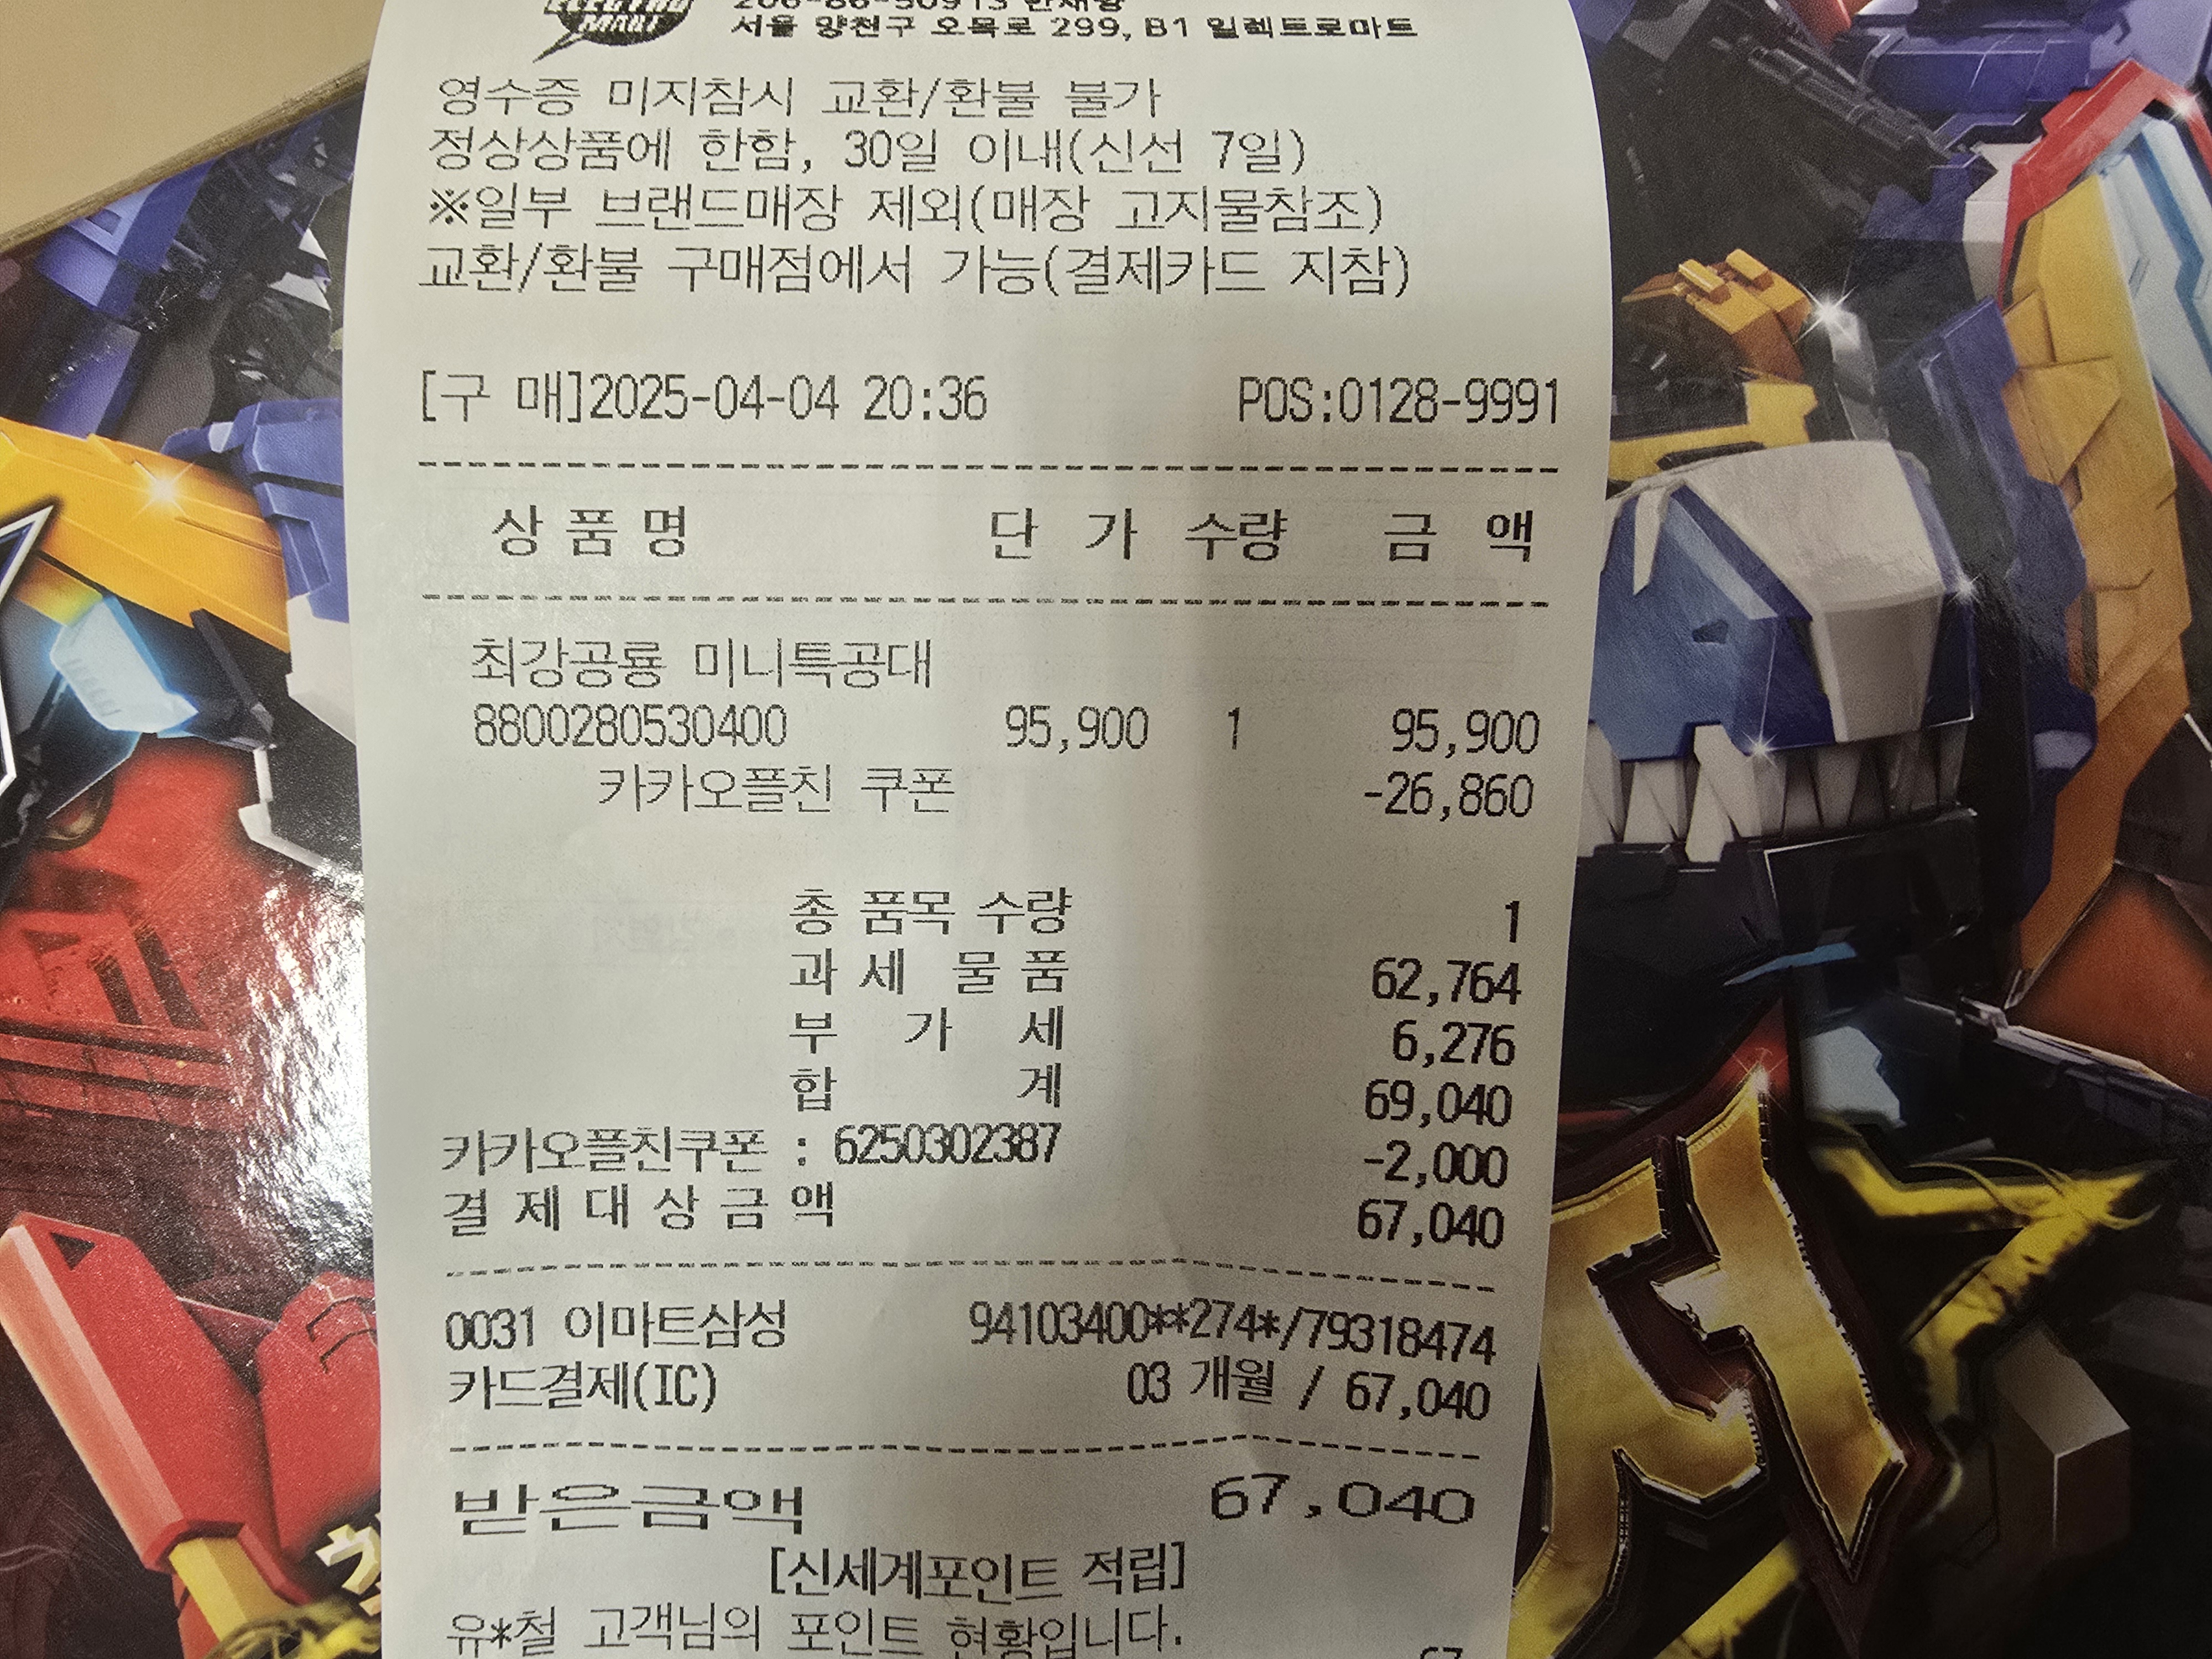 ELECTRO
MART
서울 양천구 오목로 299, B1 일렉트로마트
영수증 미지참시 교환/환불 불가
정상상품에 한함, 30일 이내(신선 7일)
※일부 브랜드매장 제외(매장 고지물참조)
교환/환불 구매점에서 가능(결제카드 지참)
[구 매]2025-04-04 20:36 POS:0128-9991
상 품 명 단 가 수량 금 액
최강공룡 미니특공대
8800280530400 95,900 1 95,900
카카오플친 쿠폰 -26,860
총 품목 수량 1
과 세 물 품 62,764
부 가 세 6,276
합 계 69,040
카카오플친쿠폰 : 6250302387 -2,000
결 제 대 상 금 액 67,040
0031 이마트삼성 94103400**274*/79318474
카드결제(IC) 03 개월 / 67,040
받은금액 67,040
[신세계포인트 적립]
유*철 고객님의 포인트 현황입니다.